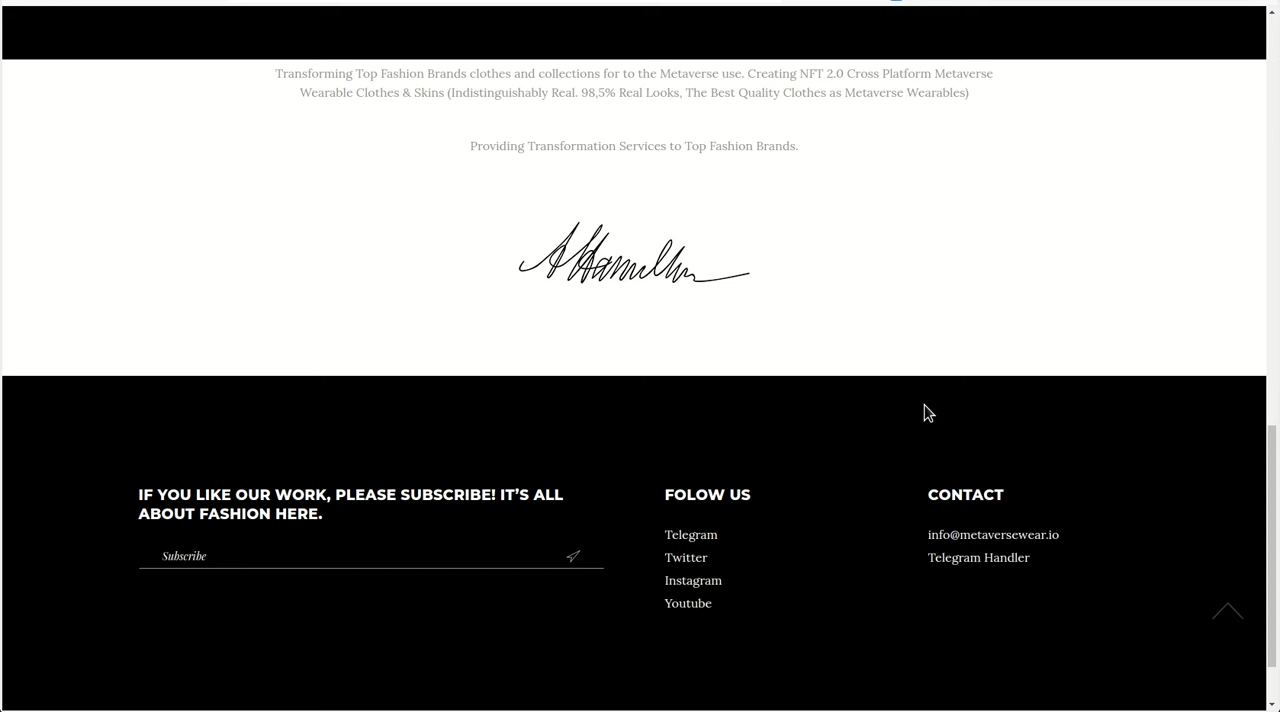 Transforming Top Fashion Brands clothes and collections for to the Metaverse use. Creating NFT 2.0 Cross Platform Metaverse
Wearable Clothes & Skins (Indistinguishably Real. 98,5% Real Looks, The Best Quality Clothes as Metaverse Wearables)
Providing Transformation Services to Top Fashion Brands.
IF YOU LIKE OUR WORK, PLEASE SUBSCRIBE! IT’S ALL
ABOUT FASHION HERE.
Subscribe
FOLOW US
Telegram
Twitter
Instagram
Youtube
CONTACT
info@metaversewear.io
Telegram Handler